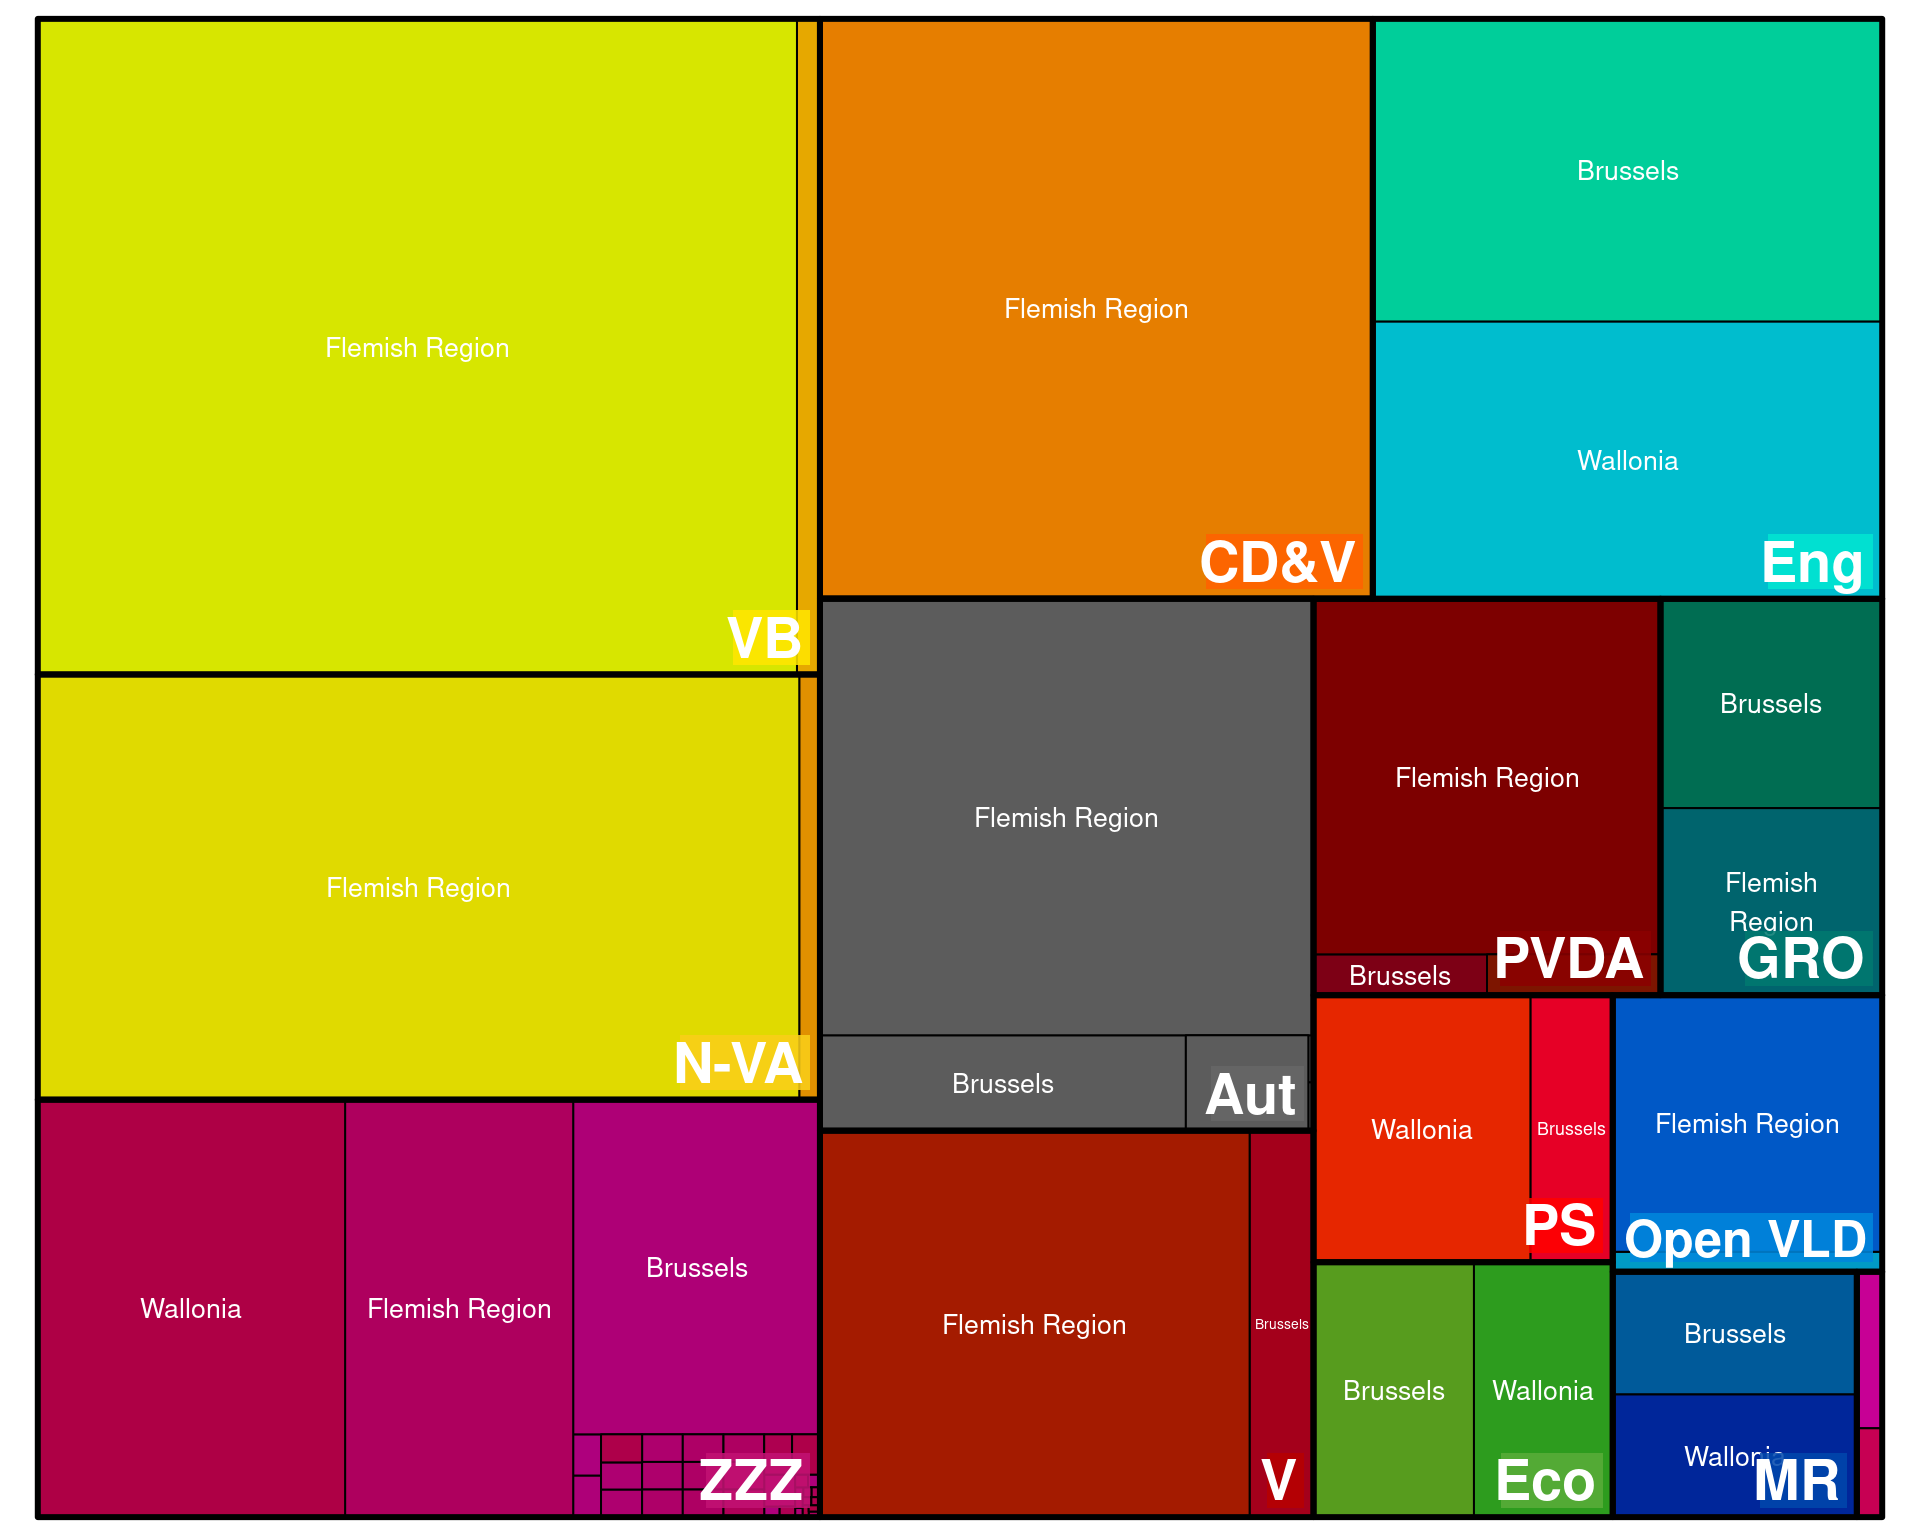 Flemish Region
VB
Flemish Region
CD&V
Brussels
Wallonia
Eng
Flemish Region
N-VA
Flemish Region
Brussels
Aut
Flemish Region
Brussels
PVDA
Brussels
Flemish
Region
GRO
Wallonia
Brussels
PS
Flemish Region
Open VLD
Wallonia
Flemish Region
Brussels
ZZZ
Flemish Region
Brussels
V
Brussels
Wallonia
Eco
Brussels
Wallonia
MR